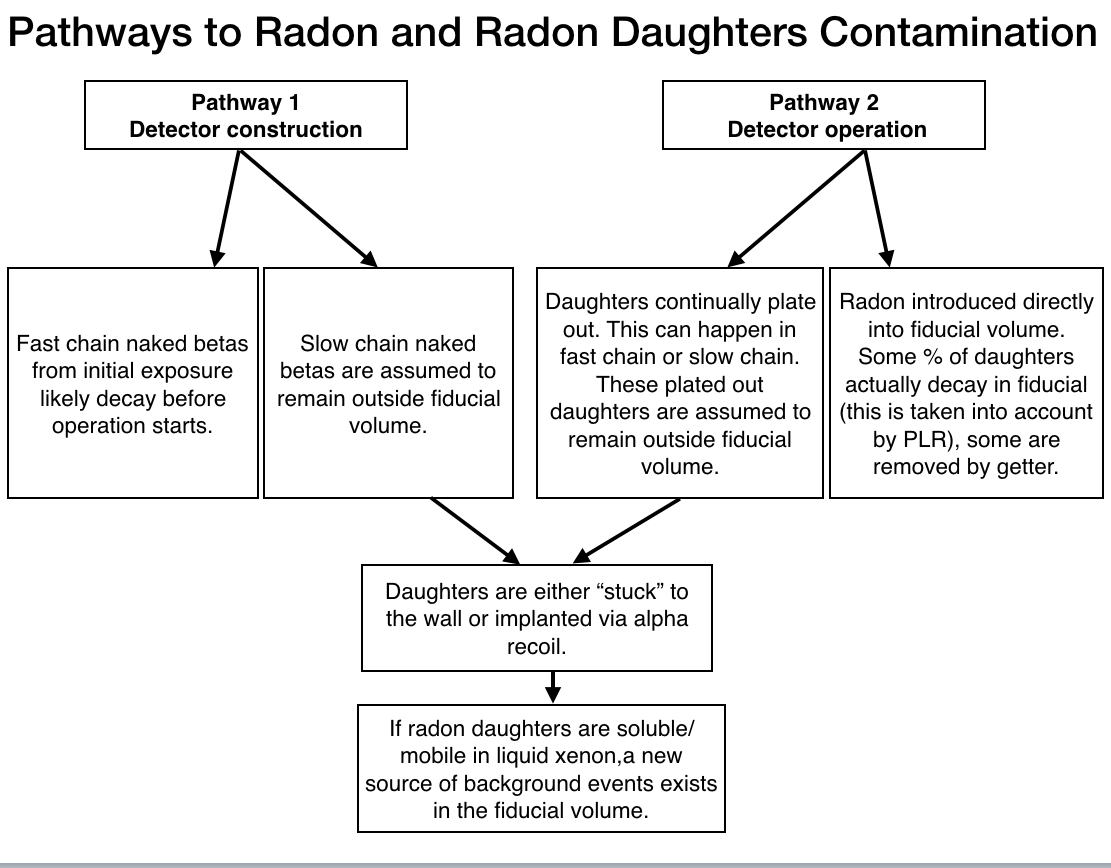 Pathways to Radon and Radon Daughters Contamination
Pathway 1
Detector construction
Pathway 2
Detector operation
Fast chain naked betas
from initial exposure
likely decay before
operation starts.
Slow chain naked
betas are assumed to
remain outside fiducial
volume.
Daughters continually plate
out. This can happen in
fast chain or slow chain.
These plated out
daughters are assumed to
remain outside fiducial
volume.
Radon introduced directly
into fiducial volume.
Some % of daughters
actually decay in fiducial
(this is taken into account
by PLR), some are
removed by getter.
Daughters are either “stuck” to
the wall or implanted via alpha
recoil.
If radon daughters are soluble/
mobile in liquid xenon,a new
source of background events exists
in the fiducial volume.